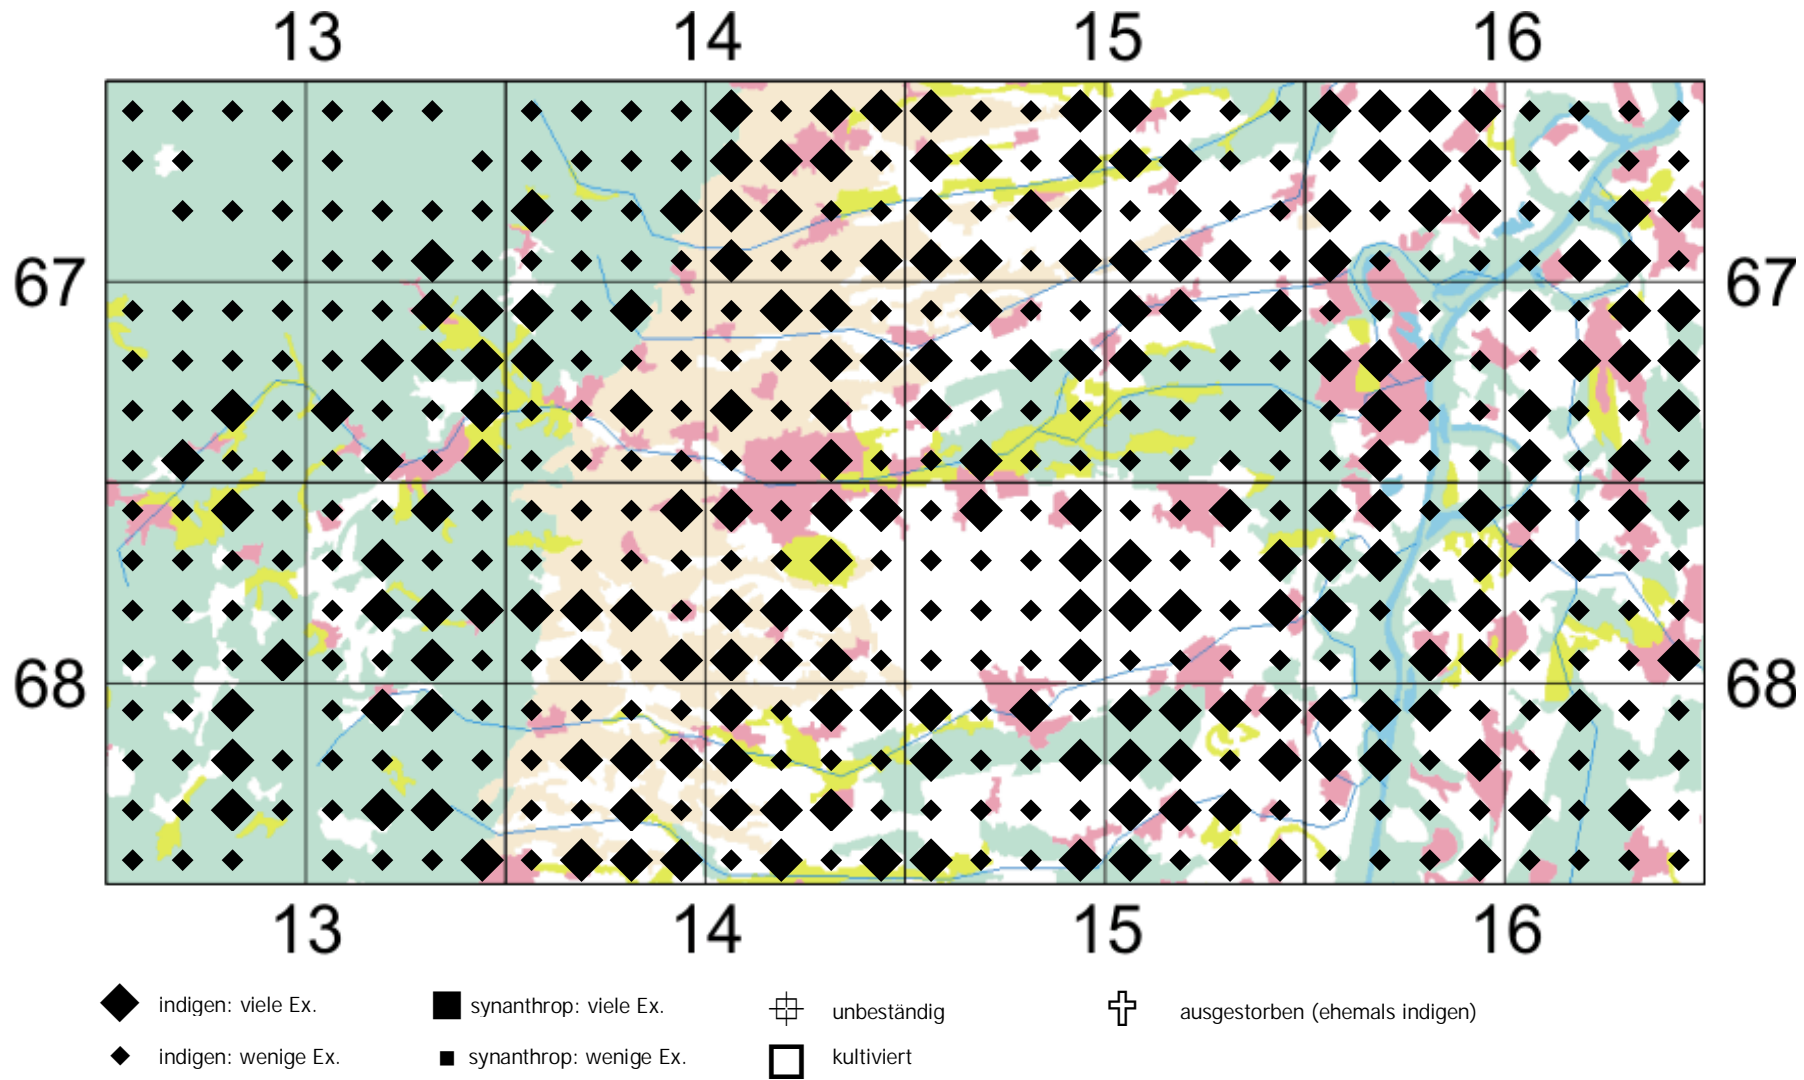 13 14 15 16
67 67
68 68
13 14 15 16
indigen: viele Ex. synanthrop: viele Ex. unbeständig ausgestorben (ehemals indigen)
indigen: wenige Ex. synanthrop: wenige Ex. kultiviert